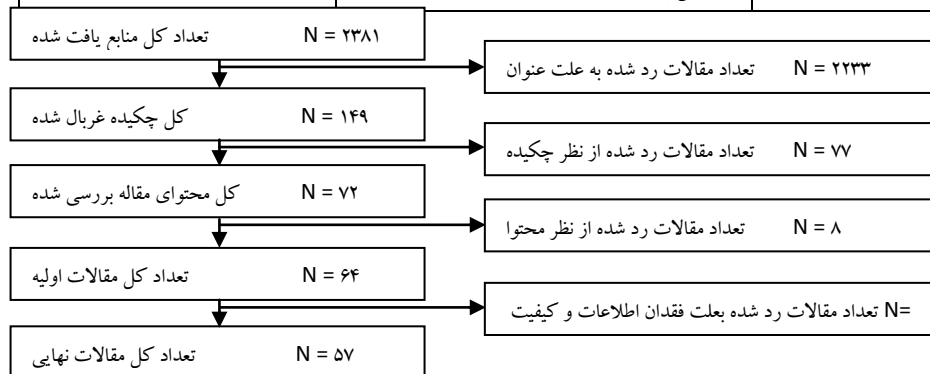 تعداد کل منابع یافت شده N = ۲۳۸۱
تعداد مقالات رد شده به علت عنوان N = ۲۲۳۳
کل چکیده غربال شده N = ۱۴۹
تعداد مقالات رد شده از نظر چکیده N = ۷۷
کل محتوای مقاله بررسی شده N = ۷۲
تعداد مقالات رد شده از نظر محتوا N = ۸
تعداد کل مقالات اولیه N = ۶۴
N= تعداد مقالات رد شده بعلت فقدان اطلاعات و کیفیت
تعداد کل مقالات نهایی N = ۵۷